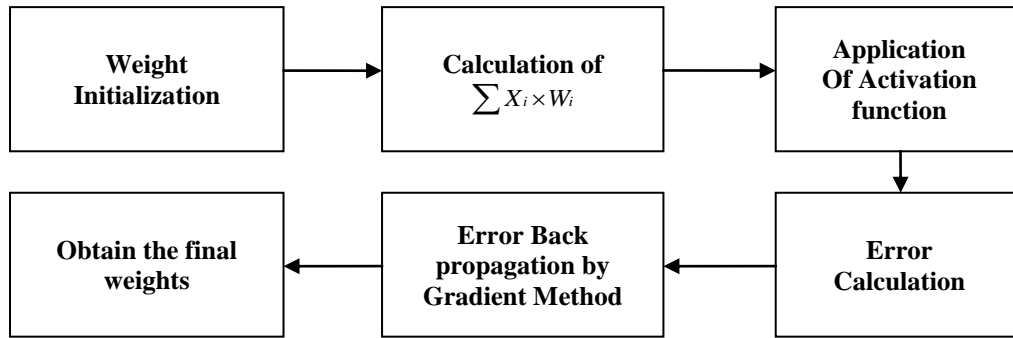 Weight
Initialization
Calculation of
∑ Xi × Wi
Application
Of Activation
function
Obtain the final
weights
Error Back
propagation by
Gradient Method
Error
Calculation